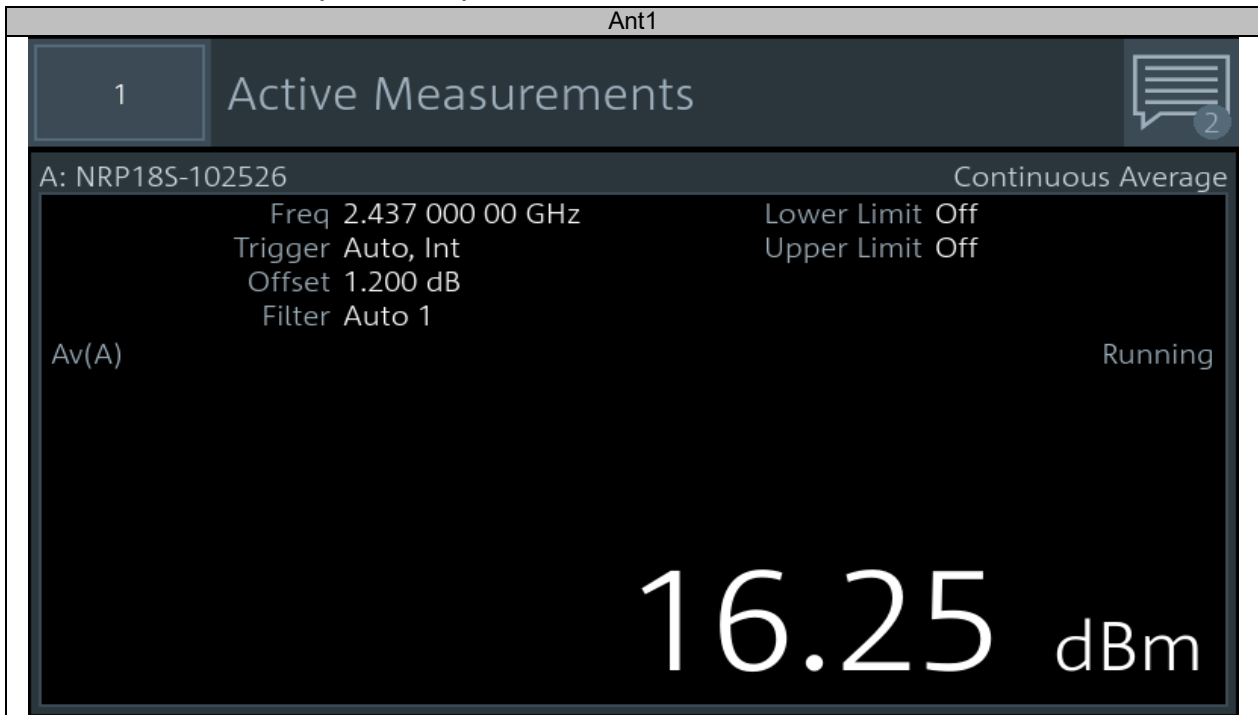 Ant1
1 Active Measurements 2
A: NRP18S-102526 Continuous Average
Freq 2.437 000 00 GHz Lower Limit Off
Trigger Auto, Int Upper Limit Off
Offset 1.200 dB
Filter Auto 1
Av(A) Running
16.25 dBm